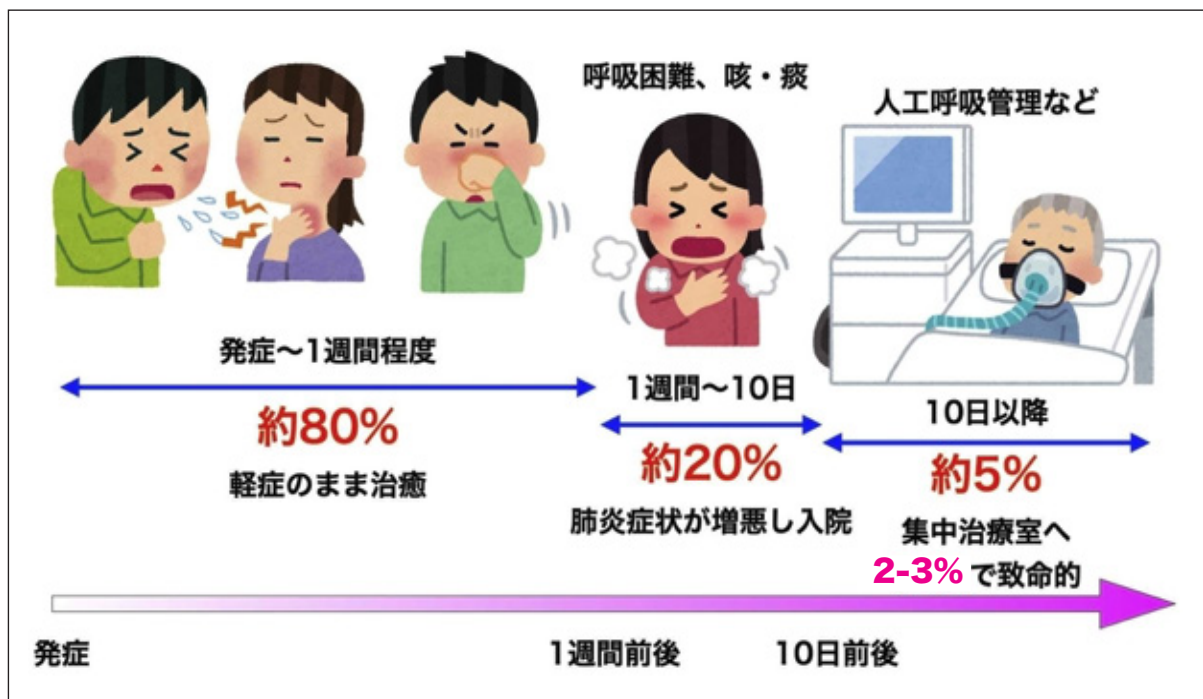 呼吸困難、咳・痰
人工呼吸管理など
発症〜1週間程度
約80%
軽症のまま治癒
1週間〜10日
約20%
肺炎症状が増悪し入院
10日以降
約5%
集中治療室へ
2-3% で致命的
発症
1週間前後
10日前後